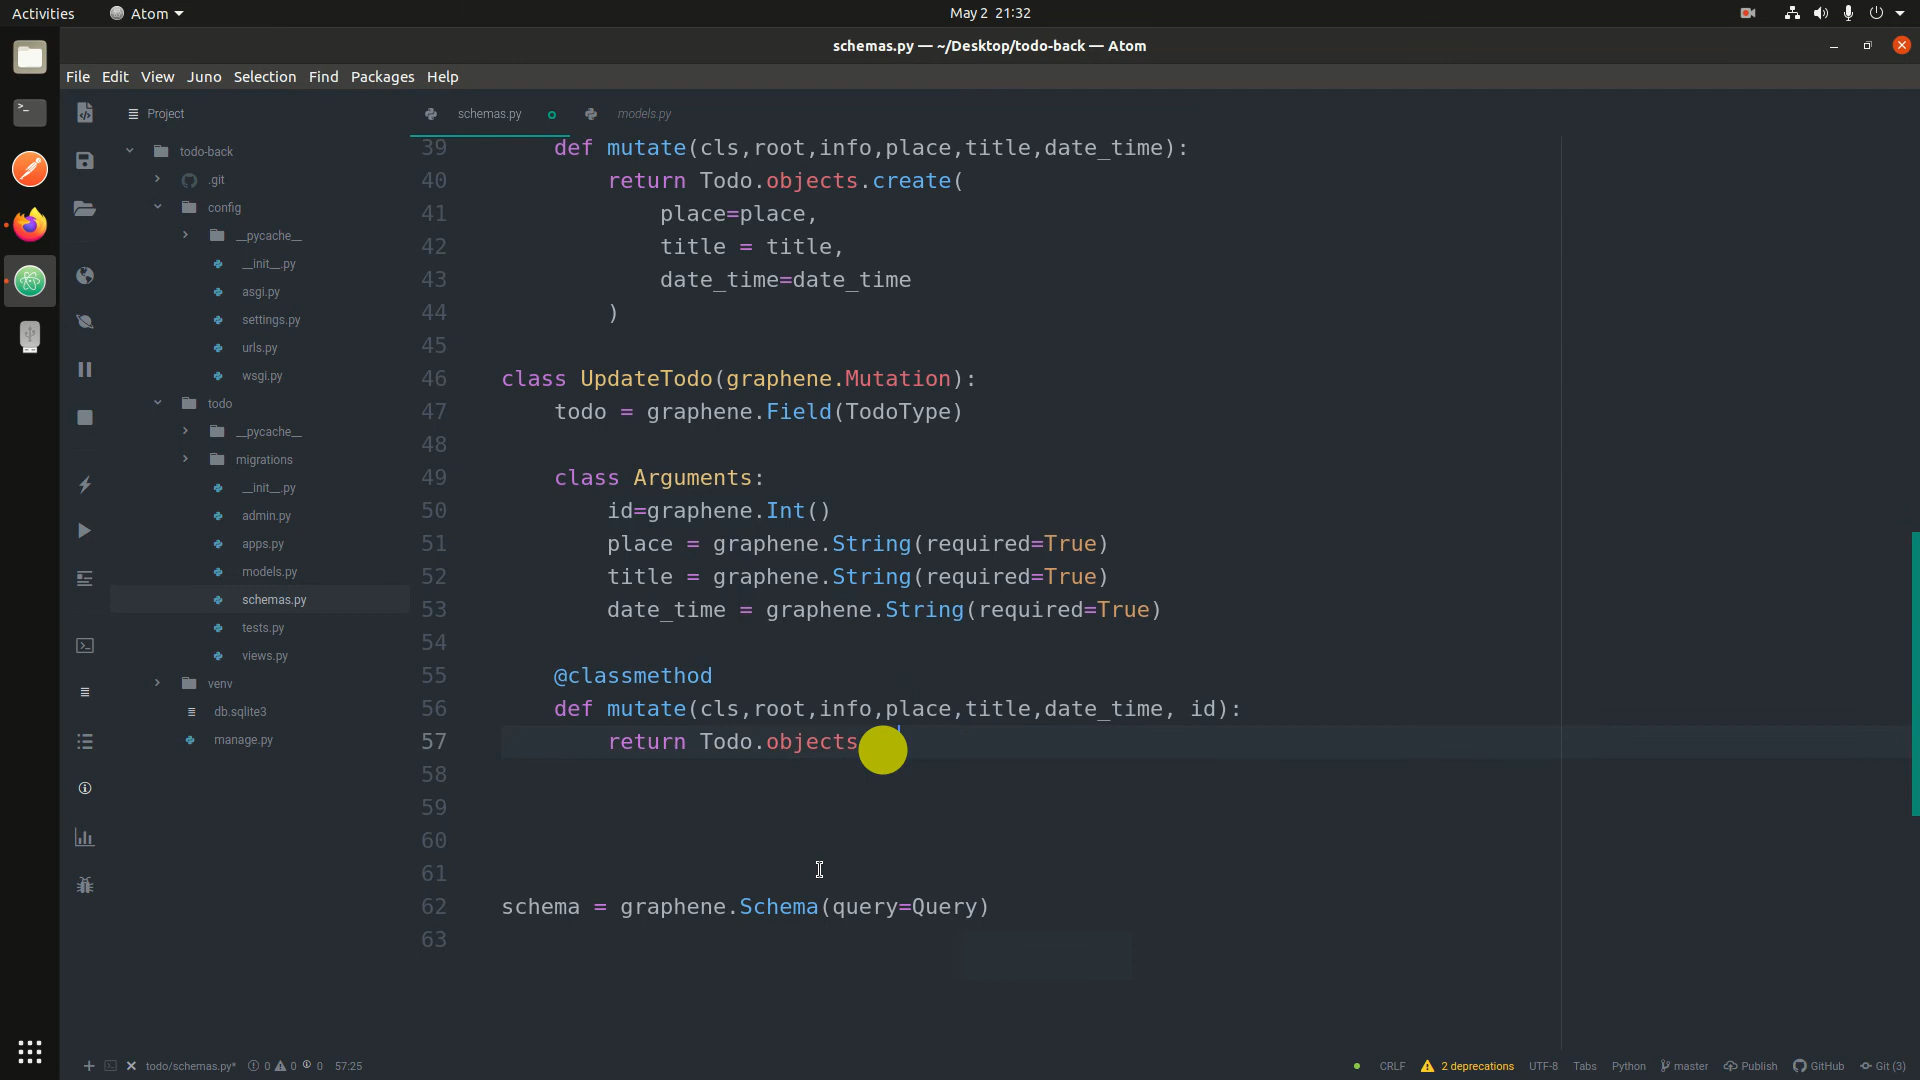 Activities
Atom
May 2 21:32
schemas.py — ~/Desktop/todo-back — Atom
File Edit View Juno Selection Find Packages Help
Project
todo-back
.git
config
__pycache__
__init__.py
asgi.py
settings.py
urls.py
wsgi.py
todo
__pycache__
migrations
__init__.py
admin.py
apps.py
models.py
schemas.py
tests.py
views.py
venv
db.sqlite3
manage.py
schemas.py
models.py
39 def mutate(cls,root,info,place,title,date_time):
40 return Todo.objects.create(
41 place=place,
42 title = title,
43 date_time=date_time
44 )
45
46 class UpdateTodo(graphene.Mutation):
47 todo = graphene.Field(TodoType)
48
49 class Arguments:
50 id=graphene.Int()
51 place = graphene.String(required=True)
52 title = graphene.String(required=True)
53 date_time = graphene.String(required=True)
54
55 @classmethod
56 def mutate(cls,root,info,place,title,date_time, id):
57 return Todo.objects
58
59
60
61
62 schema = graphene.Schema(query=Query)
63
todo/schemas.py* 0 0 0 57:25
CRLF 2 deprecations UTF-8 Tabs Python master Publish GitHub Git (3)